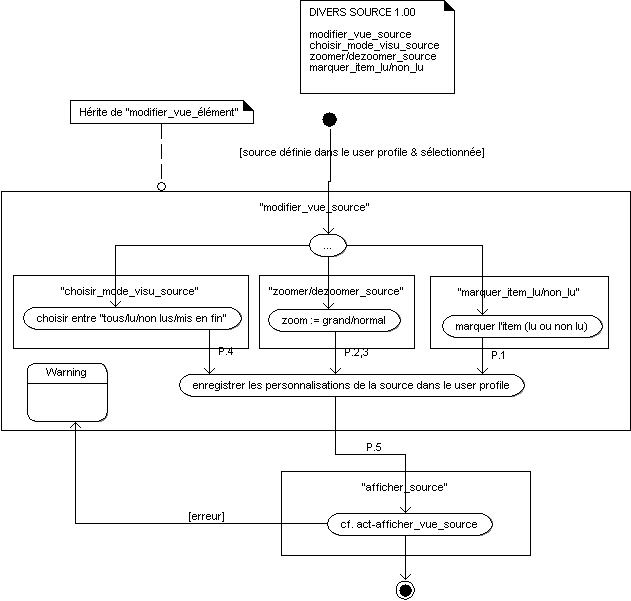 DIVERS SOURCE 1.00
modifier_vue_source
choisir_mode_visu_source
zoomer/dezoomer_source
marquer_item_lu/non_lu
Hérite de "modifier_vue_élément"
[source définie dans le user profile & sélectionnée]
"modifier_vue_source"
...
"choisir_mode_visu_source"
"zoomer/dezoomer_source"
"marquer_item_lu/non_lu"
choisir entre "tous/lu/non lus/mis en fin"
zoom := grand/normal
marquer l'item (lu ou non lu)
P.4
P.2,3
P.1
Warning
enregistrer les personnalisations de la source dans le user profile
P.5
"afficher_source"
[erreur]
cf. act-afficher_vue_source